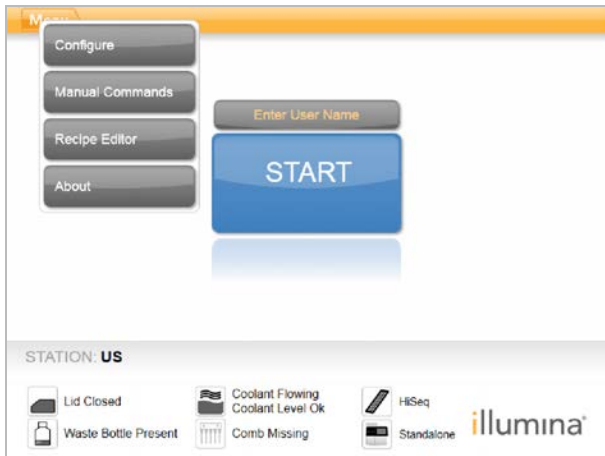 Menu
Configure
Manual Commands
Recipe Editor
About
Enter User Name
START
STATION: US
Lid Closed
Coolant Flowing
Coolant Level Ok
HiSeq
Waste Bottle Present
Comb Missing
Standalone
illumina